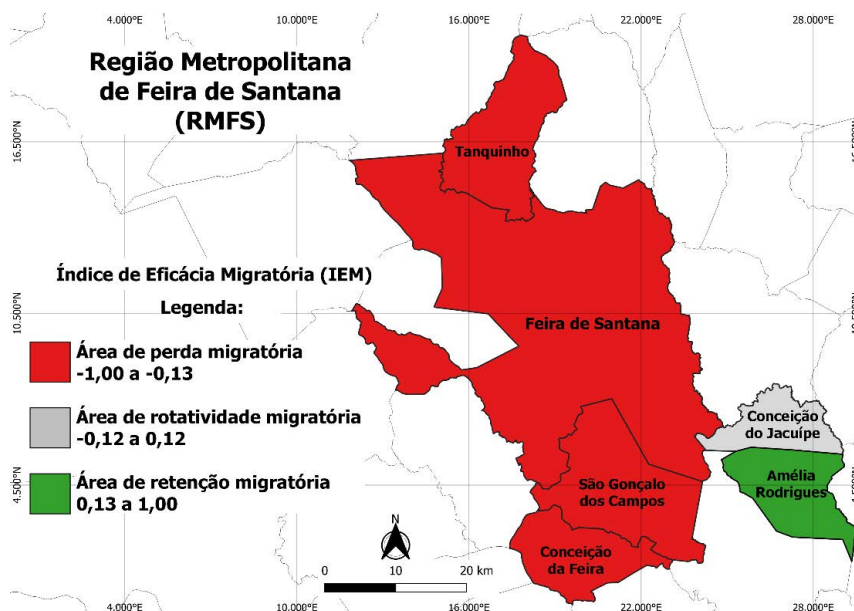 4.000° 10.000° 16.000° 22.000° 28.000°
Região Metropolitana
de Feira de Santana
(RMFS)
16.500°N
Tanquinho
Índice de Eficácia Migratória (IEM)
Legenda:
10.500°N
Feira de Santana
Área de perda migratória
-1,00 a -0,13
Área de rotatividade migratória
-0,12 a 0,12
Área de retenção migratória
0,13 a 1,00
Conceição
do Jacuípe
4.500°N
São Gonçalo
dos Campos
Amélia
Rodrigues
Conceição
da Feira
N
0 10 20 km
4.000° 10.000° 16.000° 22.000° 28.000°